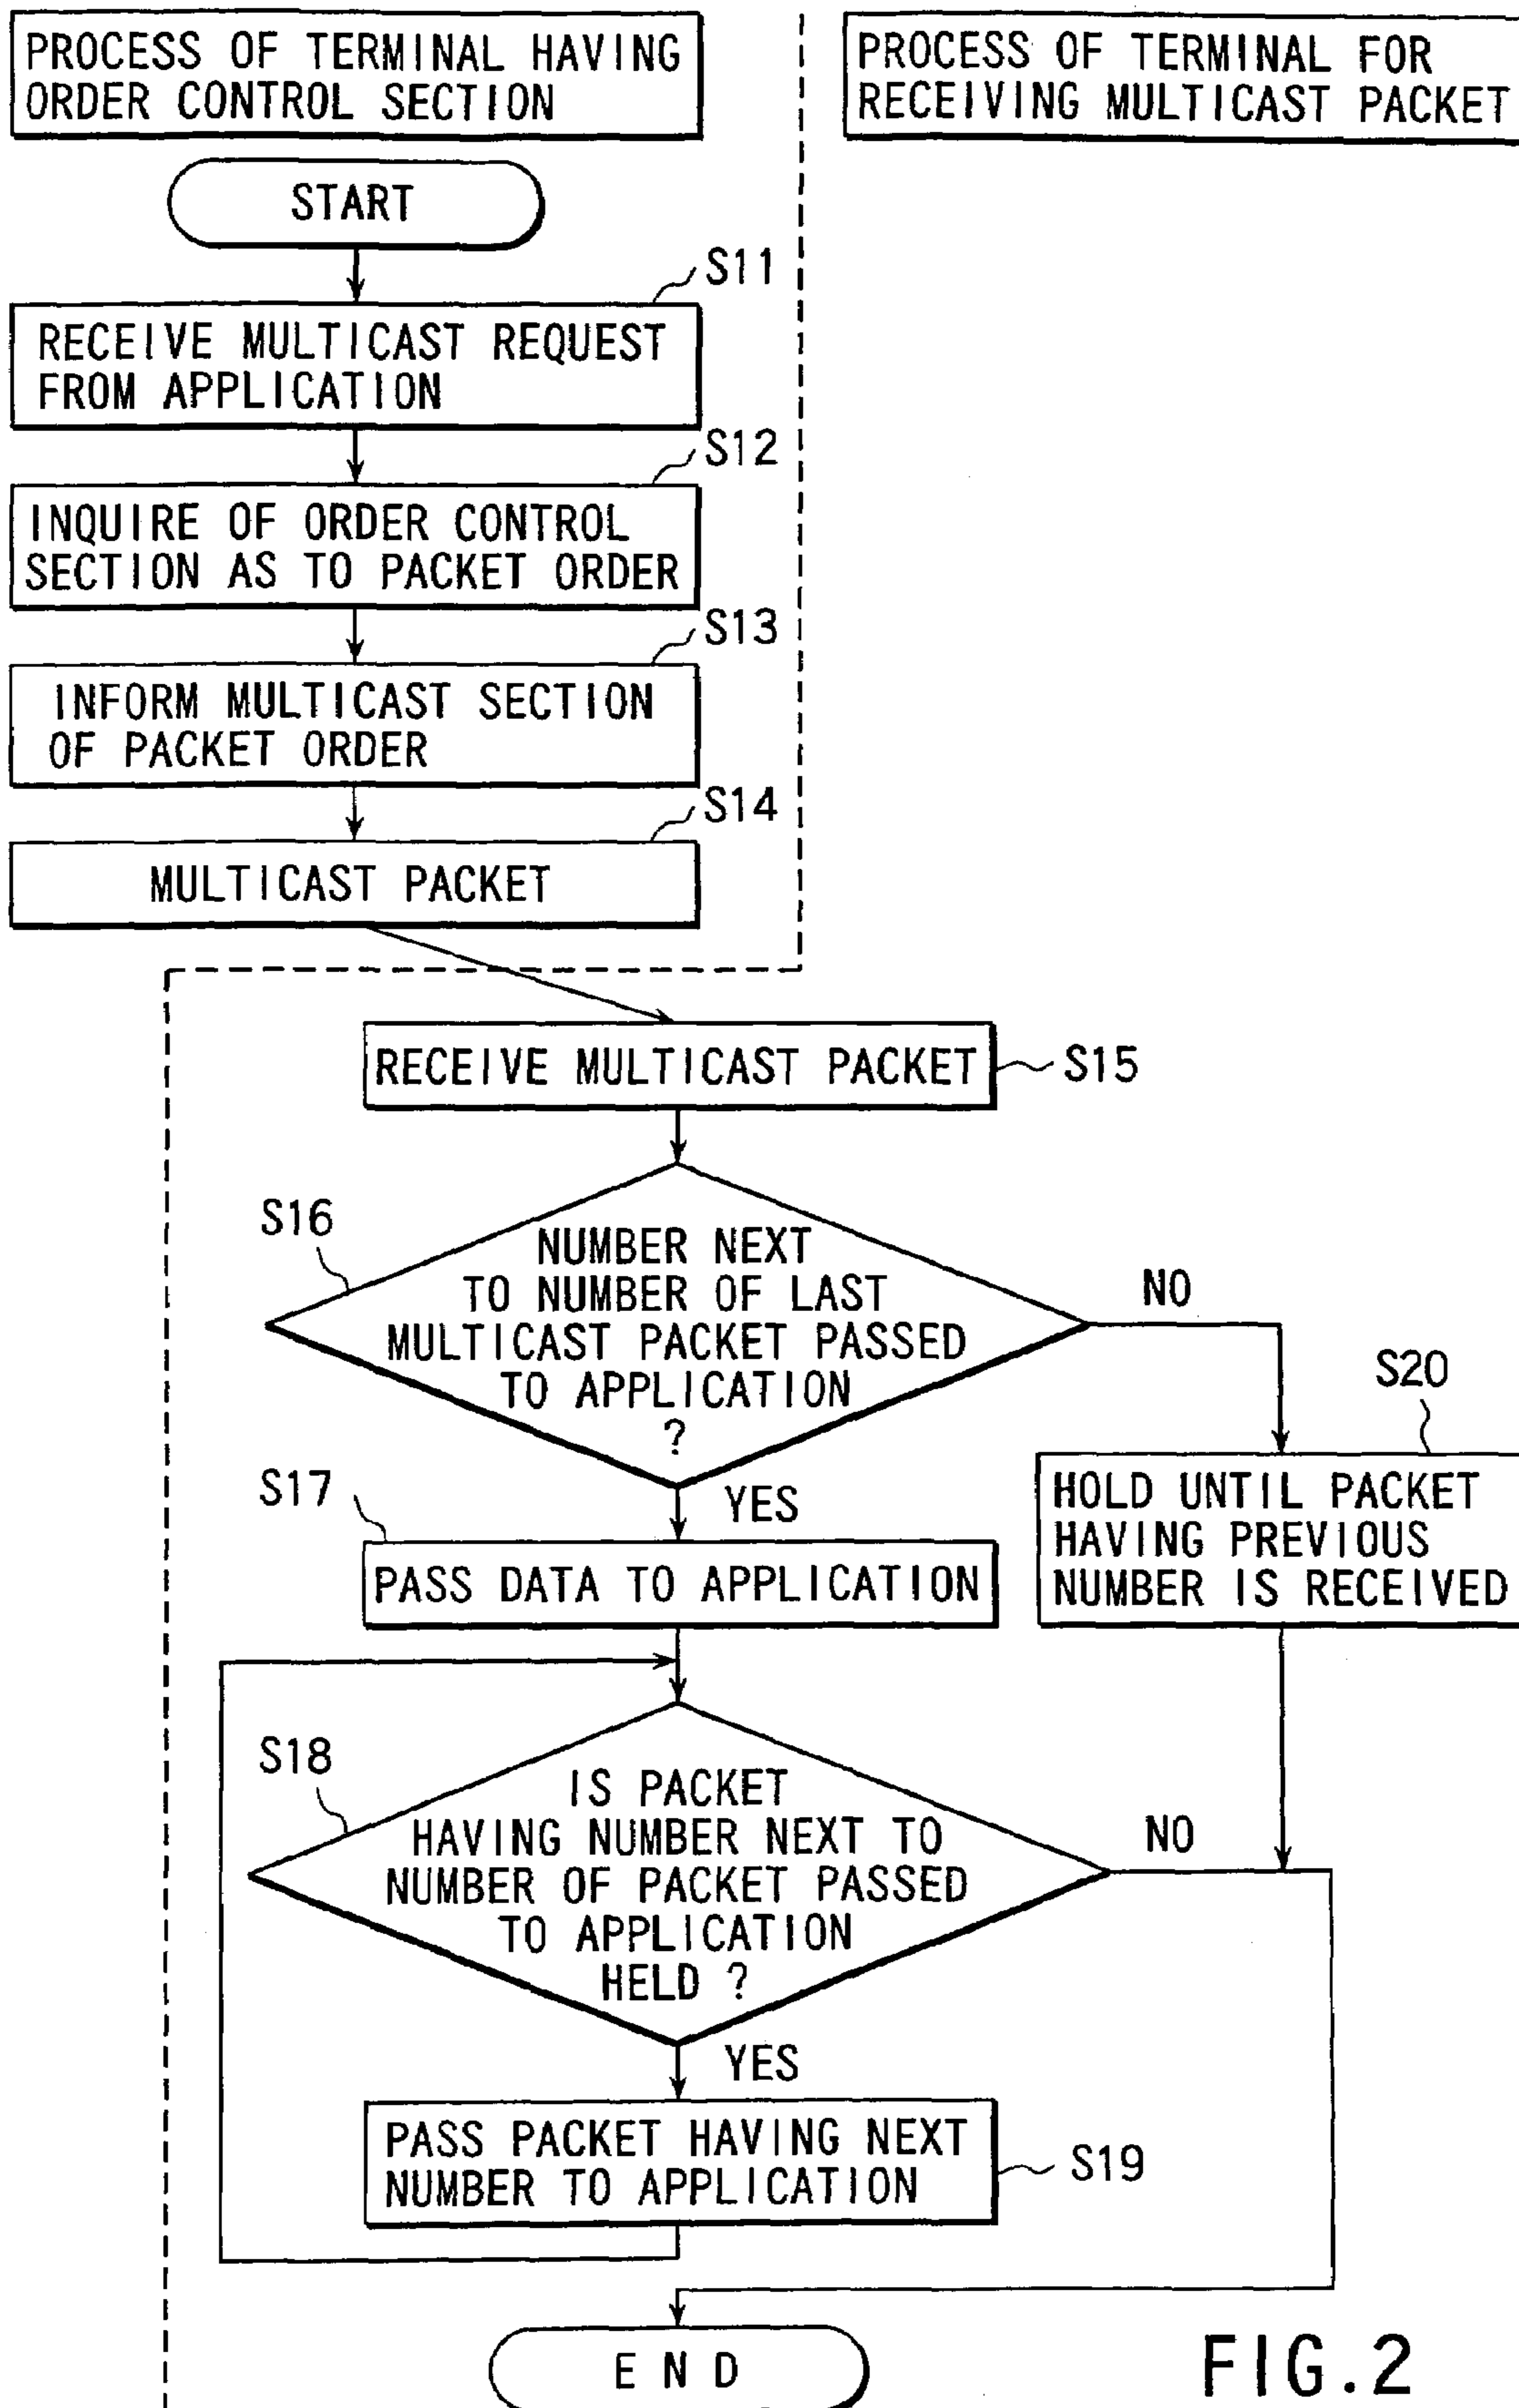 PROCESS OF TERMINAL HAVING
ORDER CONTROL SECTION
PROCESS OF TERMINAL FOR
RECEIVING MULTICAST PACKET
START
S11
RECEIVE MULTICAST REQUEST
FROM APPLICATION
S12
INQUIRE OF ORDER CONTROL
SECTION AS TO PACKET ORDER
S13
INFORM MULTICAST SECTION
OF PACKET ORDER
S14
MULTICAST PACKET
RECEIVE MULTICAST PACKET
S15
S16
NUMBER NEXT
TO NUMBER OF LAST
MULTICAST PACKET PASSED
TO APPLICATION
?
NO
YES
S20
HOLD UNTIL PACKET
HAVING PREVIOUS
NUMBER IS RECEIVED
S17
PASS DATA TO APPLICATION
S18
IS PACKET
HAVING NUMBER NEXT TO
NUMBER OF PACKET PASSED
TO APPLICATION
HELD ?
NO
YES
PASS PACKET HAVING NEXT
NUMBER TO APPLICATION
S19
END
FIG.2